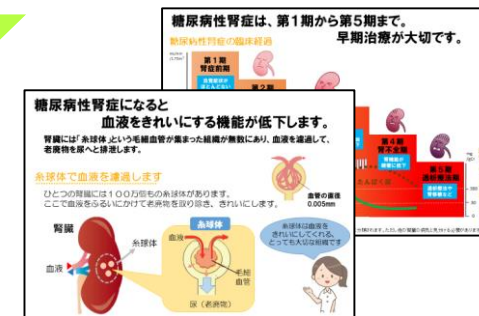 糖尿病性腎症は、第1期から第5期まで。
早期治療が大切です。
糖尿病性腎症の臨床経過
第1期
腎症前期
第2期
第4期
腎不全期
第5期
透析療法期
糖尿病性腎症になると
血液をきれいにする機能が低下します。
腎臓には「糸球体」という毛細血管が集まった組織が無数にあり、血液を濾過して、
老廃物を尿へと排泄します。
糸球体で血液を濾過します
ひとつの腎臓には100万個もの糸球体があります。
ここで血液をふるいにかけて老廃物を取り除き、きれいにします。
血管の直径
0.005mm
腎臓
糸球体
血液
糸球体
血液
毛細
血管
尿（老廃物）
糸球体は血液を
きれいにしてくれる、
とっても大切な組織です